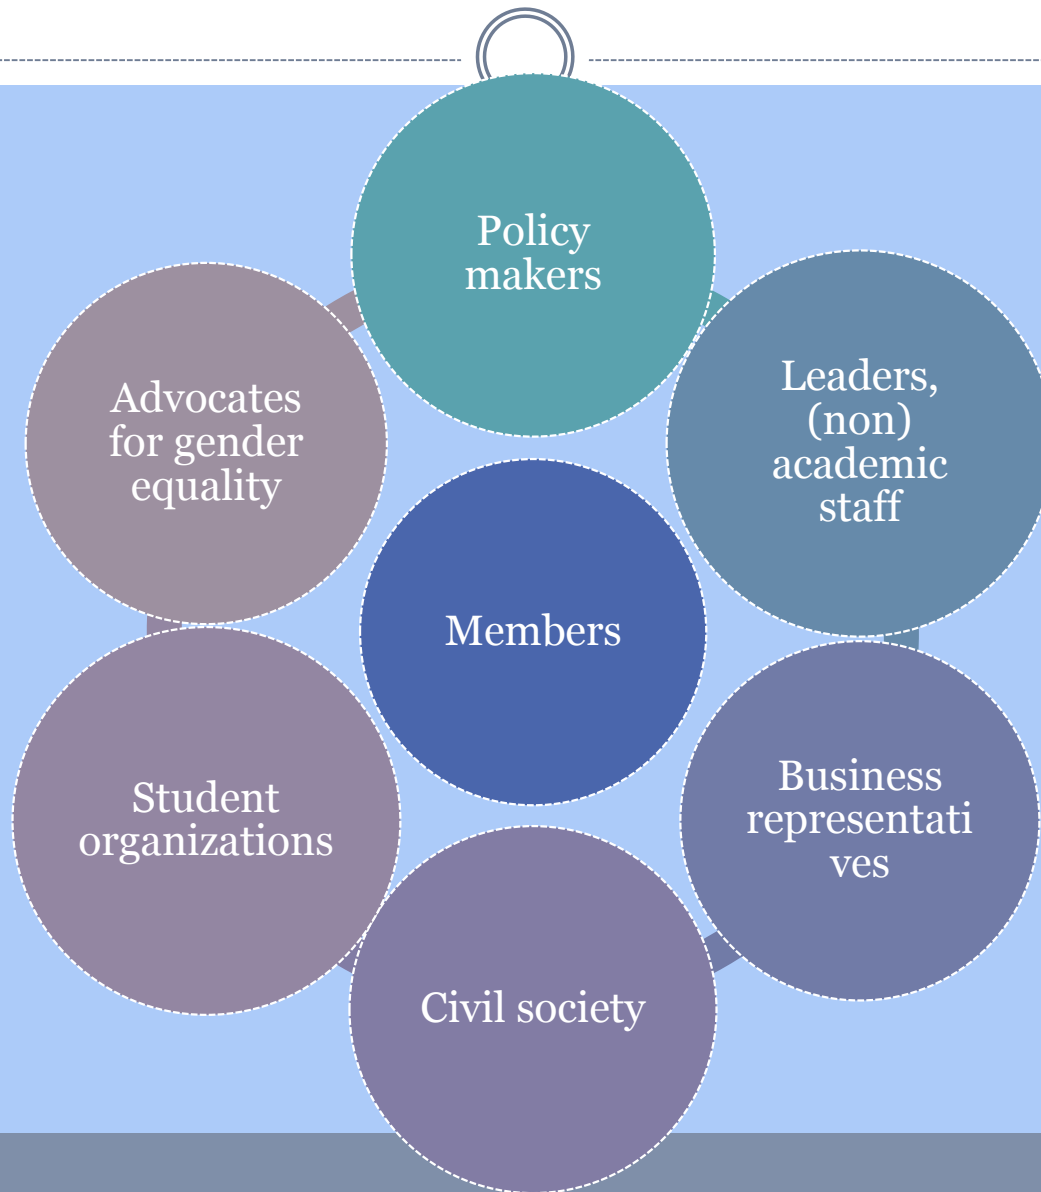 Policy
makers
Leaders,
(non)
academic
staff
Business
representati
ves
Civil society
Student
organizations
Advocates
for gender
equality
Members